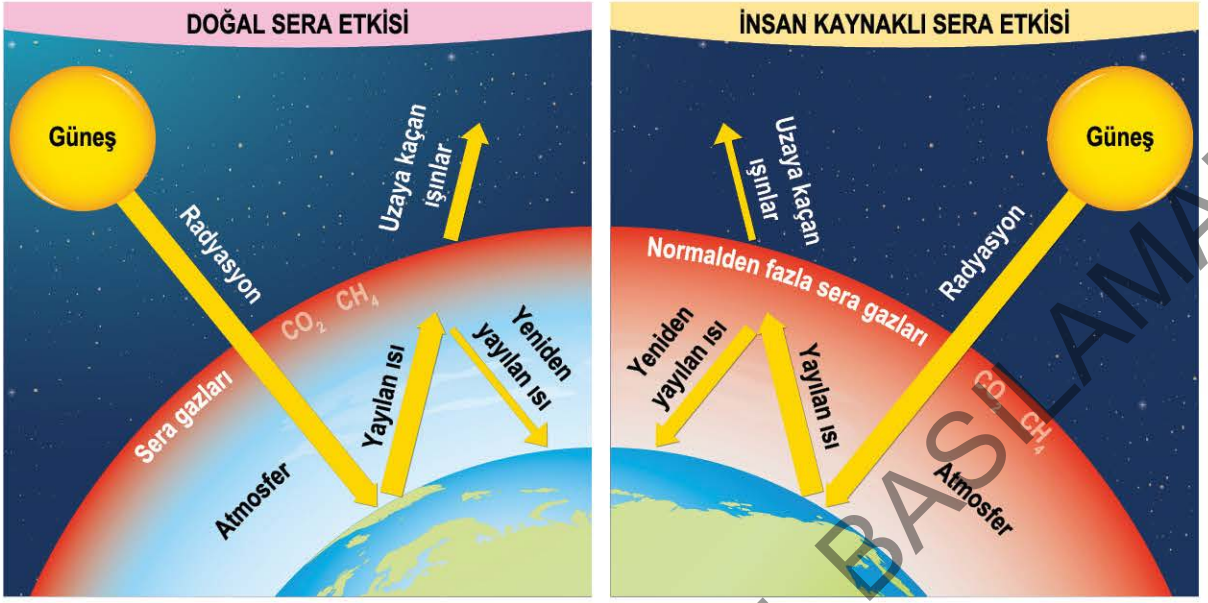 DOĞAL SERA ETKİSİ
Güneş
Radyasyon
Uzaya kaçan
ışınlar
Sera gazları
CO₂ CH₄
Atmosfer
Yayılan ısı
Yeniden
yayılan ısı
İNSAN KAYNAKLI SERA ETKİSİ
Güneş
Radyasyon
Uzaya kaçan
ışınlar
Normalden fazla sera gazları
CO₂ CH₄
Yeniden
yayılan ısı
Yayılan ısı
Atmosfer
BASILAMA